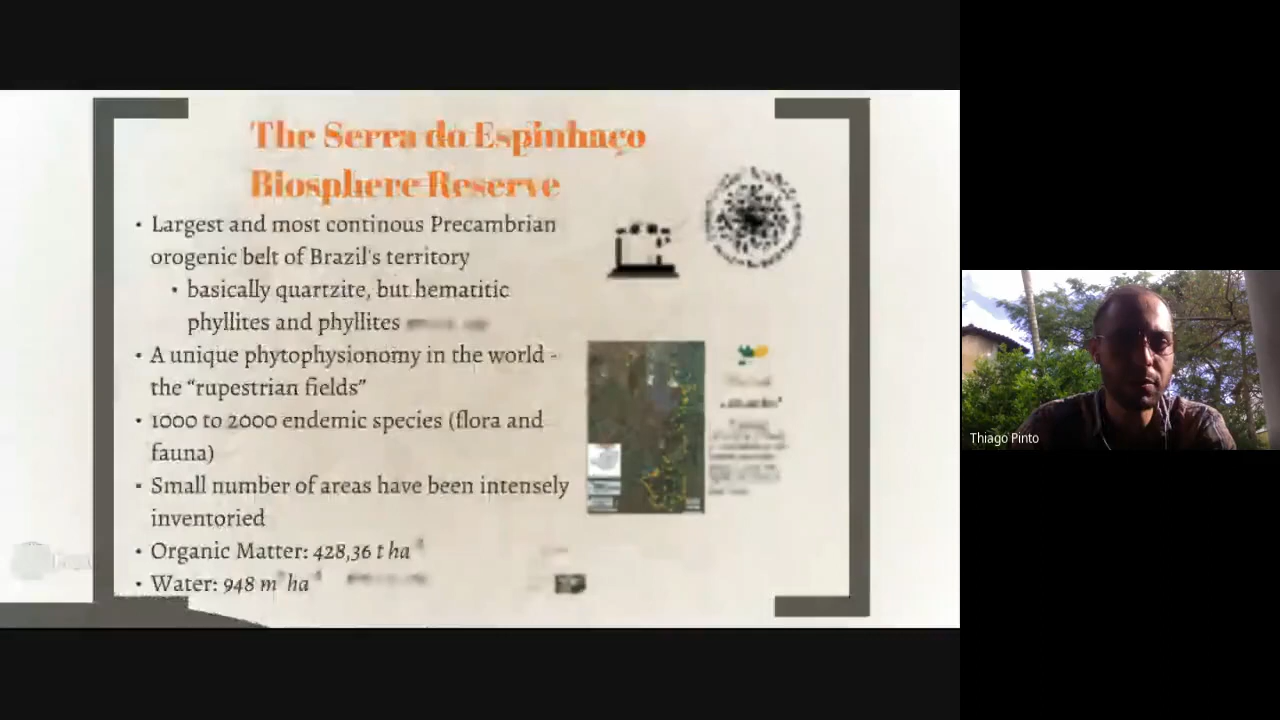 The Serra do Espinhaço
Biosphere Reserve
• Largest and most continous Precambrian
orogenic belt of Brazil's territory
• basically quartzite, but hematitic
phyllites and phyllites
• A unique phytophysionomy in the world -
the “rupestrian fields”
• 1000 to 2000 endemic species (flora and
fauna)
• Small number of areas have been intensely
inventoried
• Organic Matter: 428,36 t ha
• Water: 948 m ha
Thiago Pinto